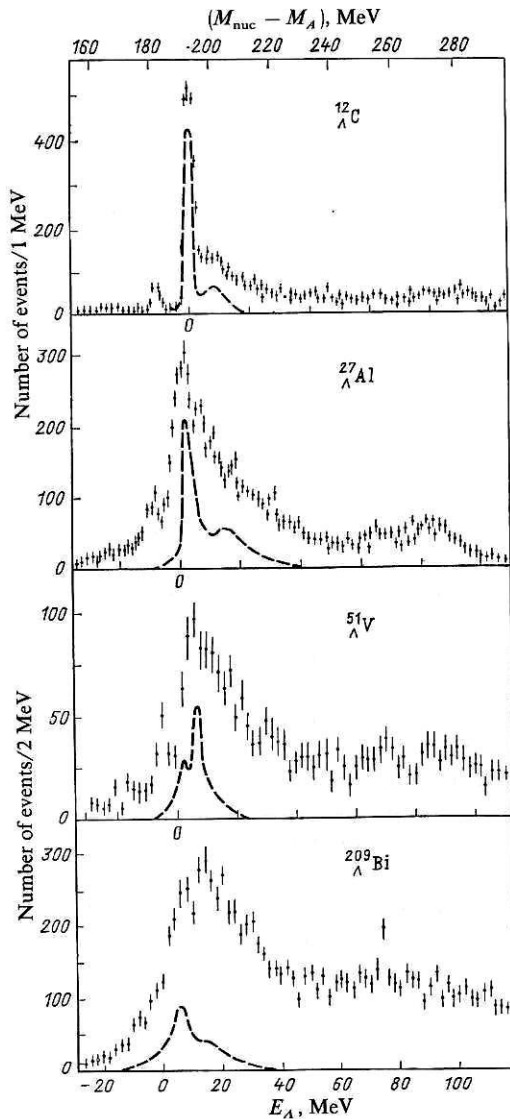 (M_nuc – M_A), MeV
160 180 -200 220 240 260 280
Number of events/1 MeV
400
200
0
¹²_ΛC
0
300
200
100
0
²⁷_ΛAl
0
Number of events/2 MeV
100
50
0
⁵¹_ΛV
0
300
200
100
0
²⁰⁹_ΛBi
-20 0 20 40 60 80 100
E_Λ, MeV